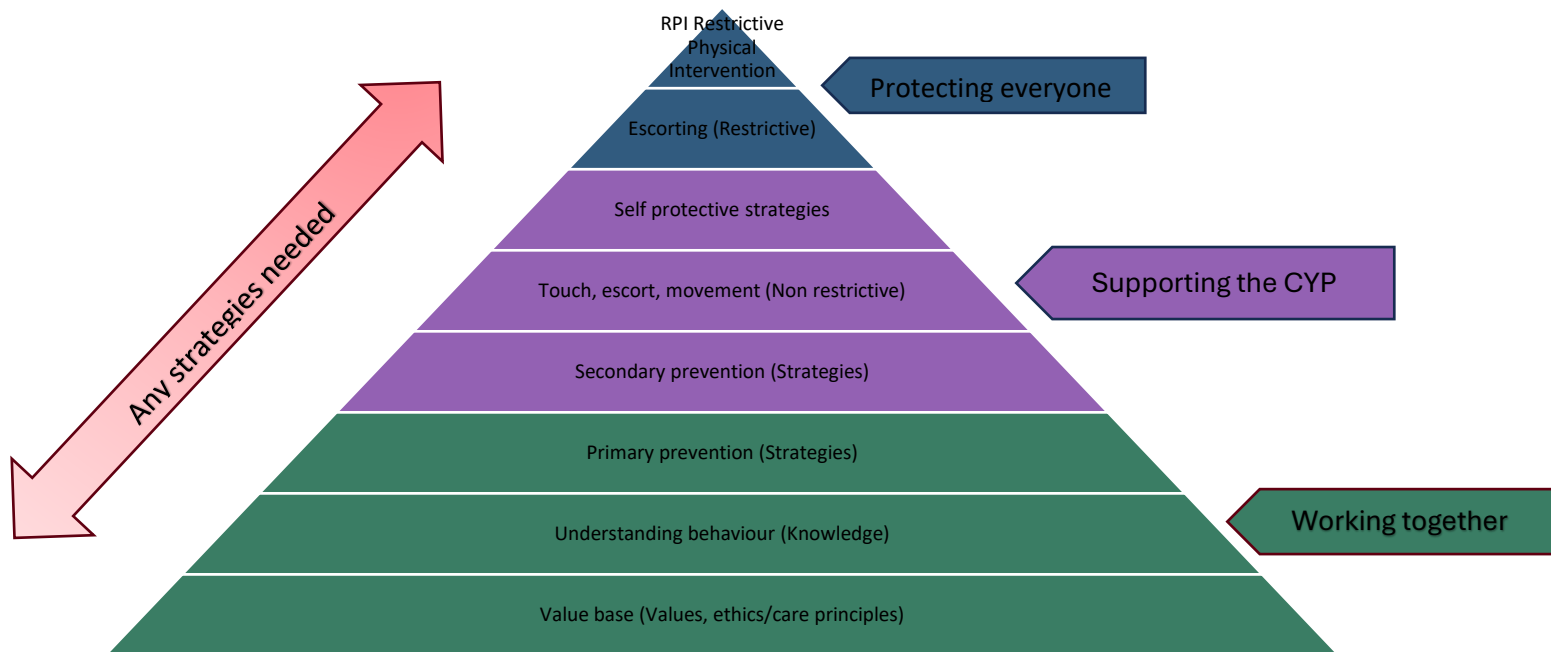 RPI Restrictive
Physical
Intervention
Protecting everyone
Escorting (Restrictive)
Self protective strategies
Any strategies needed
Touch, escort, movement (Non restrictive)
Supporting the CYP
Secondary prevention (Strategies)
Primary prevention (Strategies)
Understanding behaviour (Knowledge)
Working together
Value base (Values, ethics/care principles)